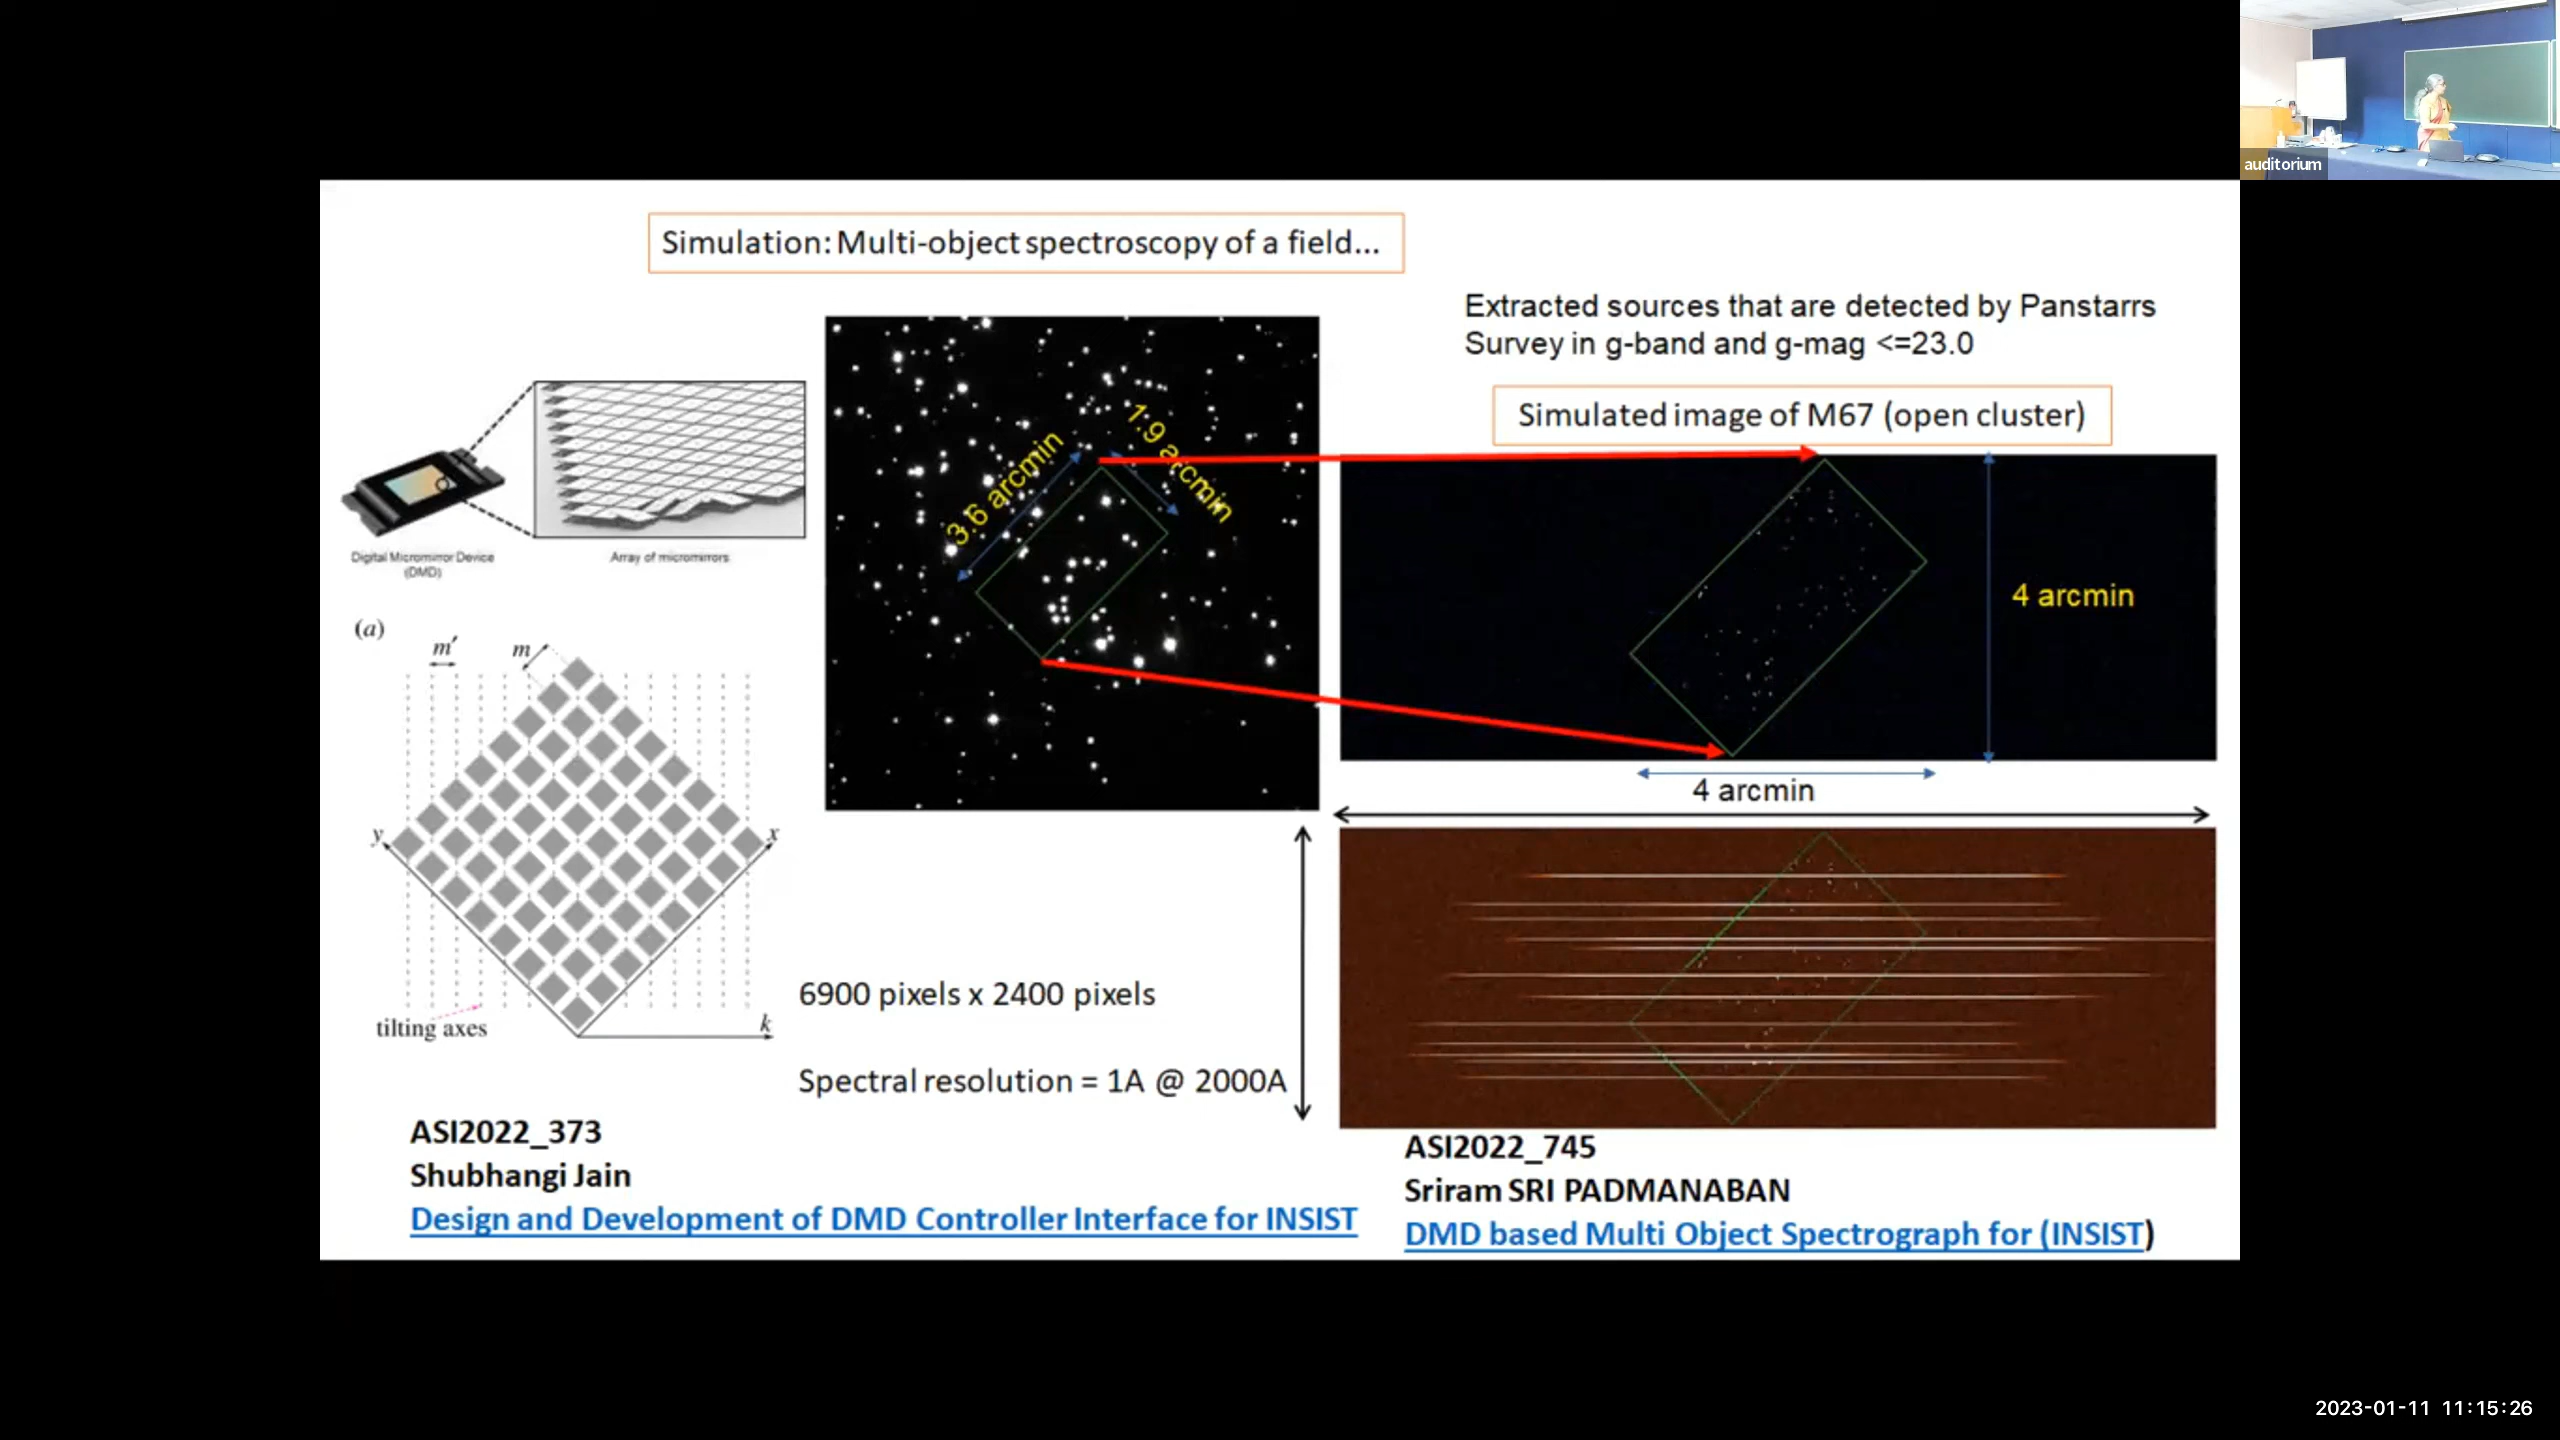 auditorium
Simulation: Multi-object spectroscopy of a field...
Extracted sources that are detected by Panstarrs
Survey in g-band and g-mag <=23.0
Simulated image of M67 (open cluster)
3.6 arcmin
1.9 arcmin
4 arcmin
4 arcmin
Digital Micromirror Device
(DMD)
Array of micromirrors
(a)
m′
m
y
x
tilting axes
k
6900 pixels x 2400 pixels
Spectral resolution = 1A @ 2000A
ASI2022_373
Shubhangi Jain
Design and Development of DMD Controller Interface for INSIST
ASI2022_745
Sriram SRI PADMANABAN
DMD based Multi Object Spectrograph for (INSIST)
2023-01-11 11:15:26